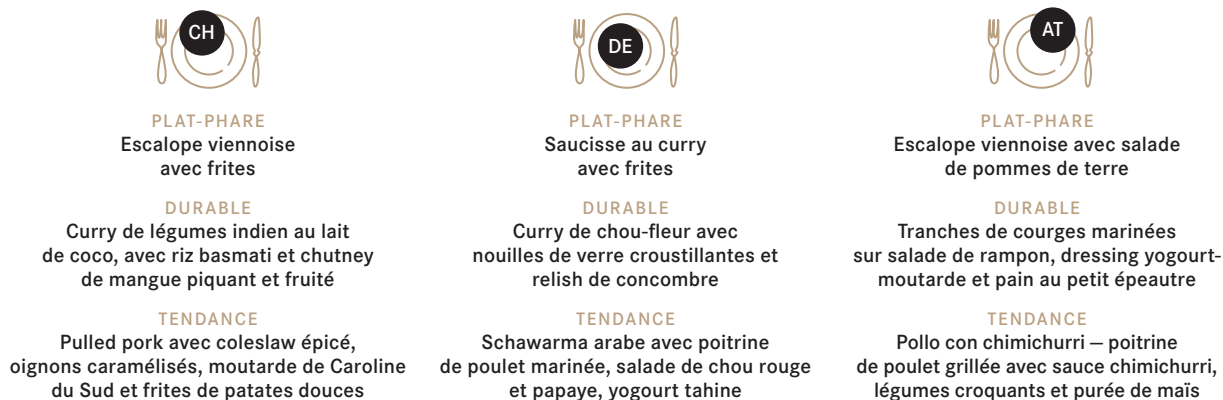 CH
PLAT-PHARE
Escalope viennoise
avec frites
DURABLE
Curry de légumes indien au lait
de coco, avec riz basmati et chutney
de mangue piquant et fruité
TENDANCE
Pulled pork avec coleslaw épicé,
oignons caramélisés, moutarde de Caroline
du Sud et frites de patates douces
DE
PLAT-PHARE
Saucisse au curry
avec frites
DURABLE
Curry de chou-fleur avec
nouilles de verre croustillantes et
relish de concombre
TENDANCE
Schawarma arabe avec poitrine
de poulet marinée, salade de chou rouge
et papaye, yogourt tahine
AT
PLAT-PHARE
Escalope viennoise avec salade
de pommes de terre
DURABLE
Tranches de courges marinées
sur salade de rampon, dressing yogourt-
moutarde et pain au petit épeautre
TENDANCE
Pollo con chimichurri – poitrine
de poulet grillée avec sauce chimichurri,
légumes croquants et purée de maïs